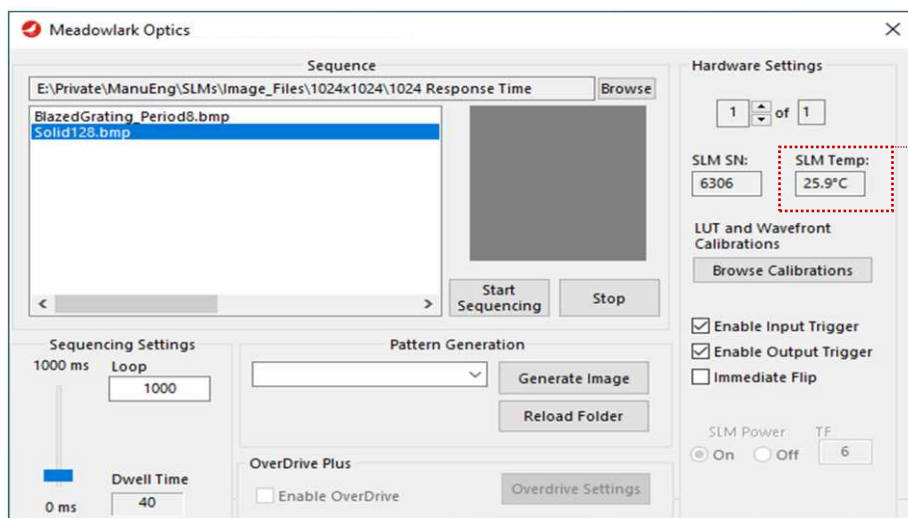 Meadowlark Optics
Sequence
E:\Private\ManuEng\SLMs\Image_Files\1024x1024\1024 Response Time
Browse
BlazedGrating_Period8.bmp
Solid128.bmp
Start
Sequencing
Stop
Sequencing Settings
1000 ms
Loop
1000
Dwell Time
40
0 ms
Pattern Generation
Generate Image
Reload Folder
OverDrive Plus
Enable OverDrive
Overdrive Settings
Hardware Settings
1 of 1
SLM SN:
6306
SLM Temp:
25.9°C
LUT and Wavefront
Calibrations
Browse Calibrations
Enable Input Trigger
Enable Output Trigger
Immediate Flip
SLM Power
TF
On
Off
6